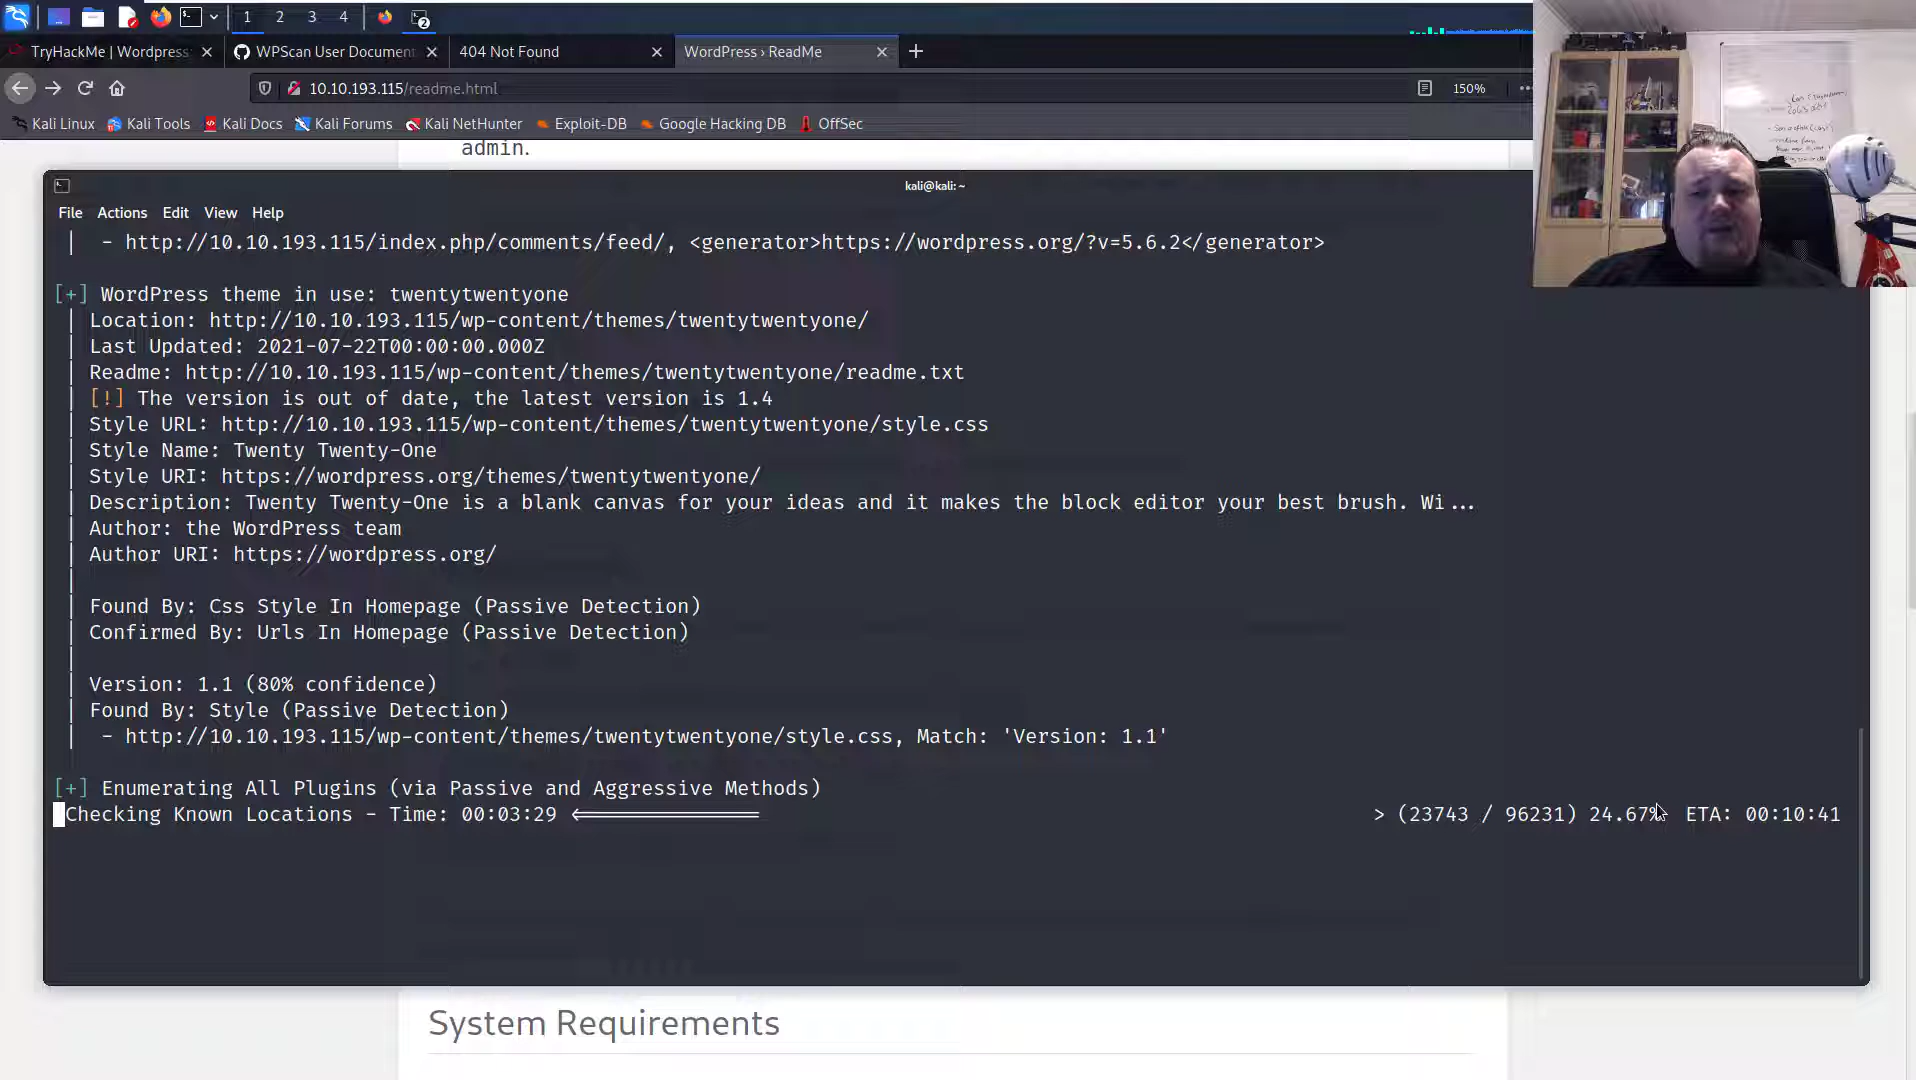 1
2
3
4
2
TryHackMe | Wordpress:
WPScan User Document
404 Not Found
WordPress › ReadMe
10.10.193.115/readme.html
150%
Kali Linux
Kali Tools
Kali Docs
Kali Forums
Kali NetHunter
Exploit-DB
Google Hacking DB
OffSec
admin.
kali@kali: ~
File Actions Edit View Help
| - http://10.10.193.115/index.php/comments/feed/, <generator>https://wordpress.org/?v=5.6.2</generator>
[+] WordPress theme in use: twentytwentyone
| Location: http://10.10.193.115/wp-content/themes/twentytwentyone/
| Last Updated: 2021-07-22T00:00:00.000Z
| Readme: http://10.10.193.115/wp-content/themes/twentytwentyone/readme.txt
| [!] The version is out of date, the latest version is 1.4
| Style URL: http://10.10.193.115/wp-content/themes/twentytwentyone/style.css
| Style Name: Twenty Twenty-One
| Style URI: https://wordpress.org/themes/twentytwentyone/
| Description: Twenty Twenty-One is a blank canvas for your ideas and it makes the block editor your best brush. Wi...
| Author: the WordPress team
| Author URI: https://wordpress.org/
|
| Found By: Css Style In Homepage (Passive Detection)
| Confirmed By: Urls In Homepage (Passive Detection)
|
| Version: 1.1 (80% confidence)
| Found By: Style (Passive Detection)
| - http://10.10.193.115/wp-content/themes/twentytwentyone/style.css, Match: 'Version: 1.1'
[+] Enumerating All Plugins (via Passive and Aggressive Methods)
Checking Known Locations - Time: 00:03:29 <======== > (23743 / 96231) 24.67% ETA: 00:10:41
System Requirements